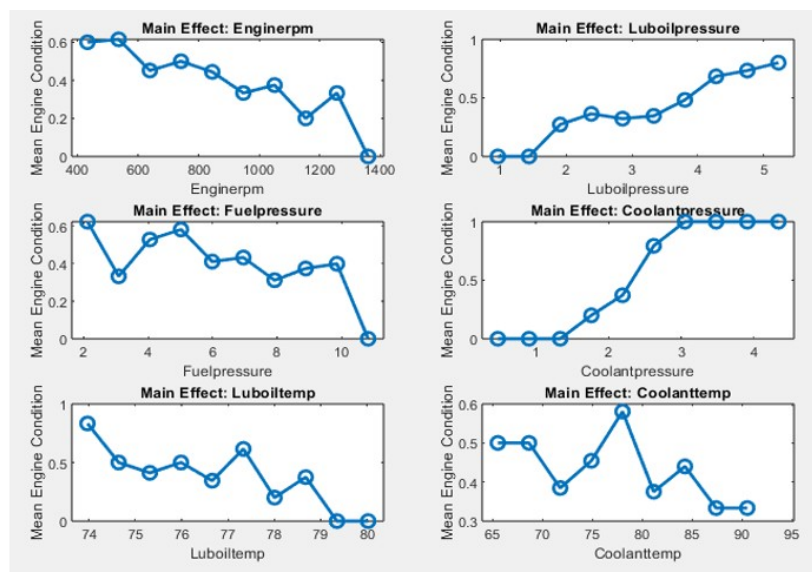 Main Effect: Enginerpm
Mean Engine Condition
0.6
0.4
0.2
0
400 600 800 1000 1200 1400
Enginerpm
Main Effect: Luboilpressure
Mean Engine Condition
1
0.5
0
1 2 3 4 5
Luboilpressure
Main Effect: Fuelpressure
Mean Engine Condition
0.6
0.4
0.2
0
2 4 6 8 10
Fuelpressure
Main Effect: Coolantpressure
Mean Engine Condition
1
0.5
0
1 2 3 4
Coolantpressure
Main Effect: Luboiltemp
Mean Engine Condition
1
0.5
0
74 75 76 77 78 79 80
Luboiltemp
Main Effect: Coolanttemp
Mean Engine Condition
0.6
0.5
0.4
0.3
65 70 75 80 85 90 95
Coolanttemp